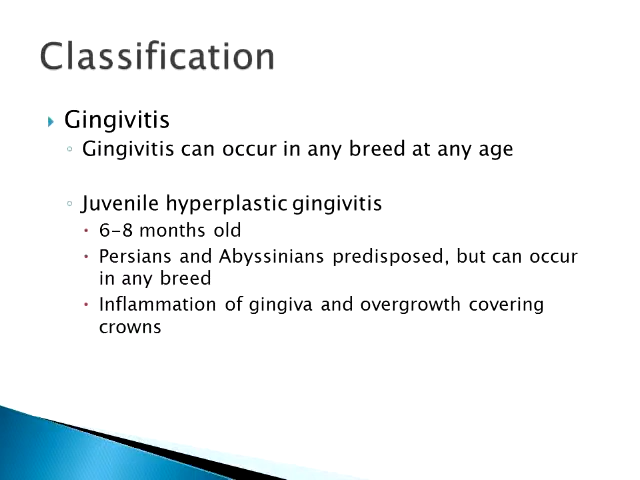 Classification
Gingivitis
Gingivitis can occur in any breed at any age
Juvenile hyperplastic gingivitis
6-8 months old
Persians and Abyssinians predisposed, but can occur
in any breed
Inflammation of gingiva and overgrowth covering
crowns